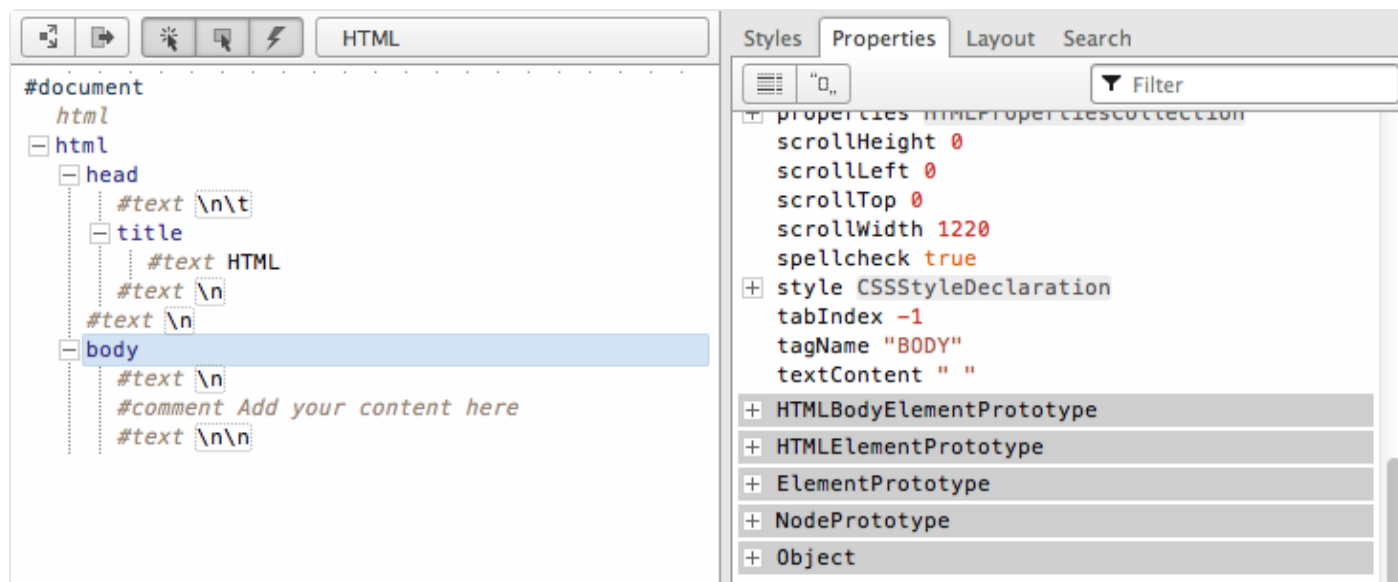 HTML
#document
html
html
head
#text \n\t
title
#text HTML
#text \n
#text \n
body
#text \n
#comment Add your content here
#text \n\n
Styles Properties Layout Search
"[]„
Filter
properties HTMLPropertiesCollection
scrollHeight 0
scrollLeft 0
scrollTop 0
scrollWidth 1220
spellcheck true
style CSSStyleDeclaration
tabIndex -1
tagName "BODY"
textContent " "
HTMLBodyElementPrototype
HTMLElementPrototype
ElementPrototype
NodePrototype
Object